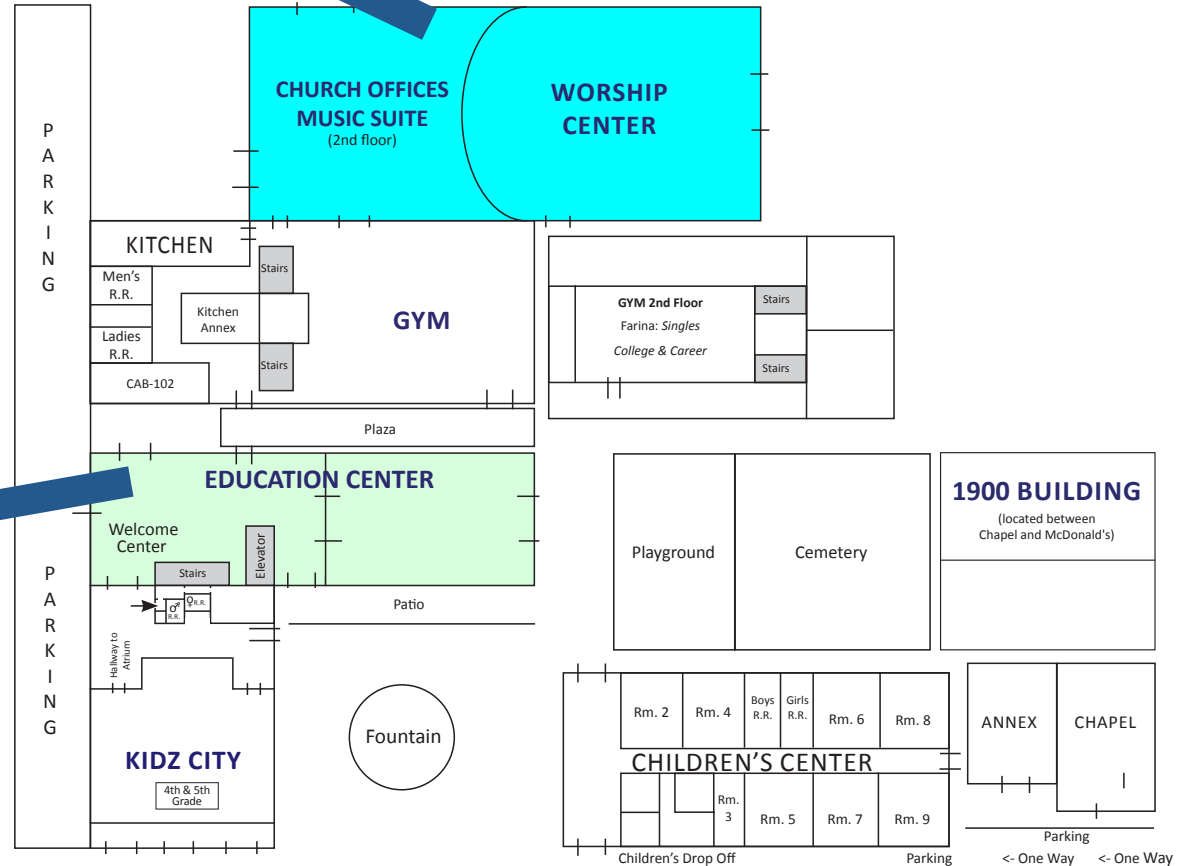 CHURCH OFFICES
MUSIC SUITE
(2nd floor)
WORSHIP
CENTER
PARKING
KITCHEN
Men's
R.R.
Ladies
R.R.
CAB-102
Kitchen
Annex
Stairs
Stairs
GYM
GYM 2nd Floor
Farina: Singles
College & Career
Stairs
Stairs
Plaza
EDUCATION CENTER
Welcome
Center
Stairs
Elevator
♂
R.R.
♀R.R.
Patio
PARKING
Hallway to
Atrium
KIDZ CITY
4th & 5th
Grade
Fountain
Playground
Cemetery
1900 BUILDING
(located between
Chapel and McDonald's)
Rm. 2
Rm. 4
Boys
R.R.
Girls
R.R.
Rm. 6
Rm. 8
CHILDREN'S CENTER
Rm.
3
Rm. 5
Rm. 7
Rm. 9
Children's Drop Off
Parking
ANNEX
CHAPEL
Parking
<- One Way
<- One Way